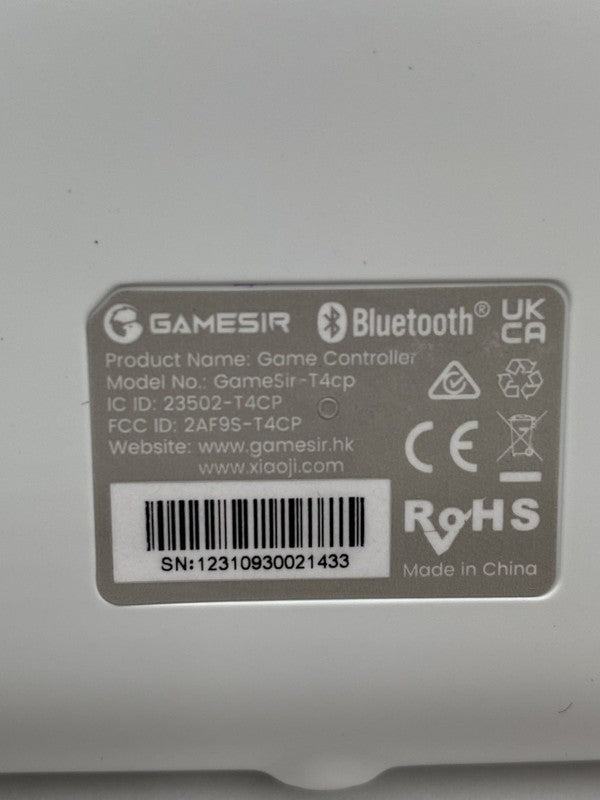 GAMESIR Bluetooth® UK CA
Product Name: Game Controller
Model No.: GameSir-T4cp
IC ID: 23502-T4CP
FCC ID: 2AF9S-T4CP
Website: www.gamesir.hk
www.xiaoji.com
CE
RoHS
SN:12310930021433
Made in China